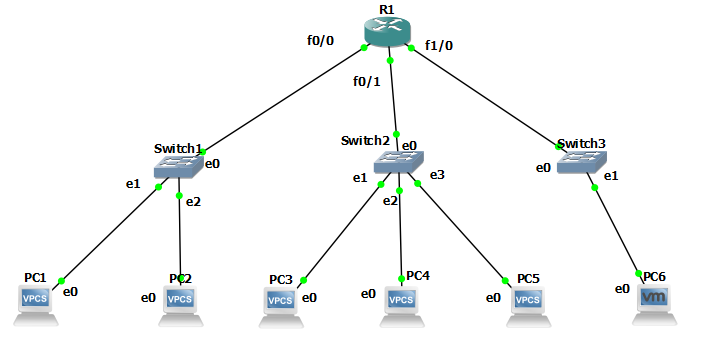 R1
f0/0
f1/0
f0/1
Switch1
Switch2
Switch3
e0
e0
e0
e1
e2
e1
e2
e3
e1
PC1
PC2
PC3
PC4
PC5
PC6
VPCS
VPCS
VPCS
VPCS
VPCS
vm
e0
e0
e0
e0
e0
e0